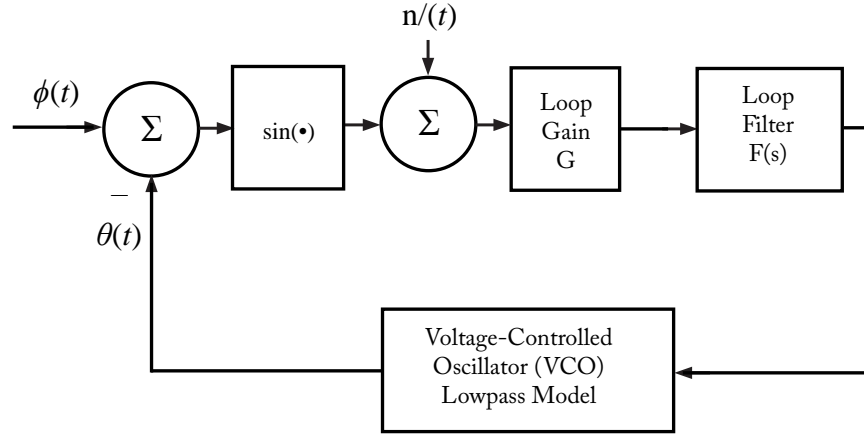 n/(t)
ϕ(t)
Σ
sin(•)
Σ
Loop
Gain
G
Loop
Filter
F(s)
−
θ(t)
Voltage-Controlled
Oscillator (VCO)
Lowpass Model